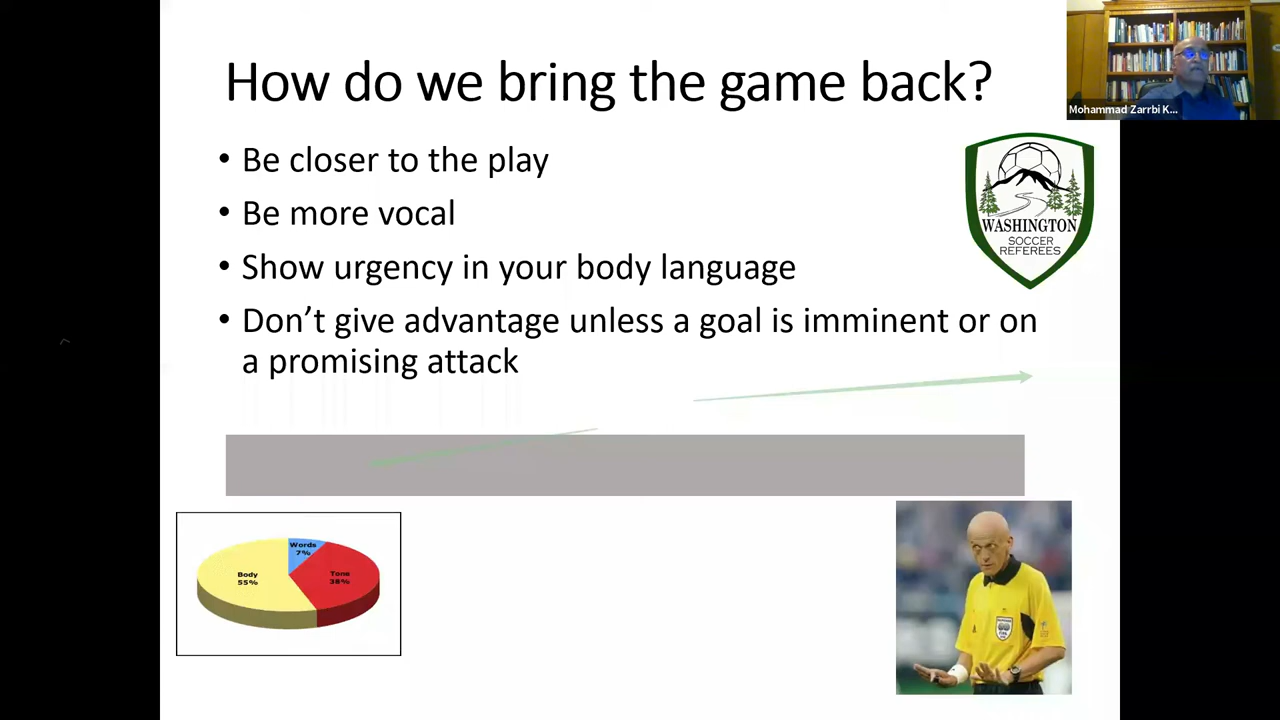 How do we bring the game back?
Mohammad Zarrbi K...
• Be closer to the play
• Be more vocal
• Show urgency in your body language
• Don’t give advantage unless a goal is imminent or on
a promising attack
WASHINGTON
SOCCER
REFEREES
Words
7%
Body
55%
Tone
38%